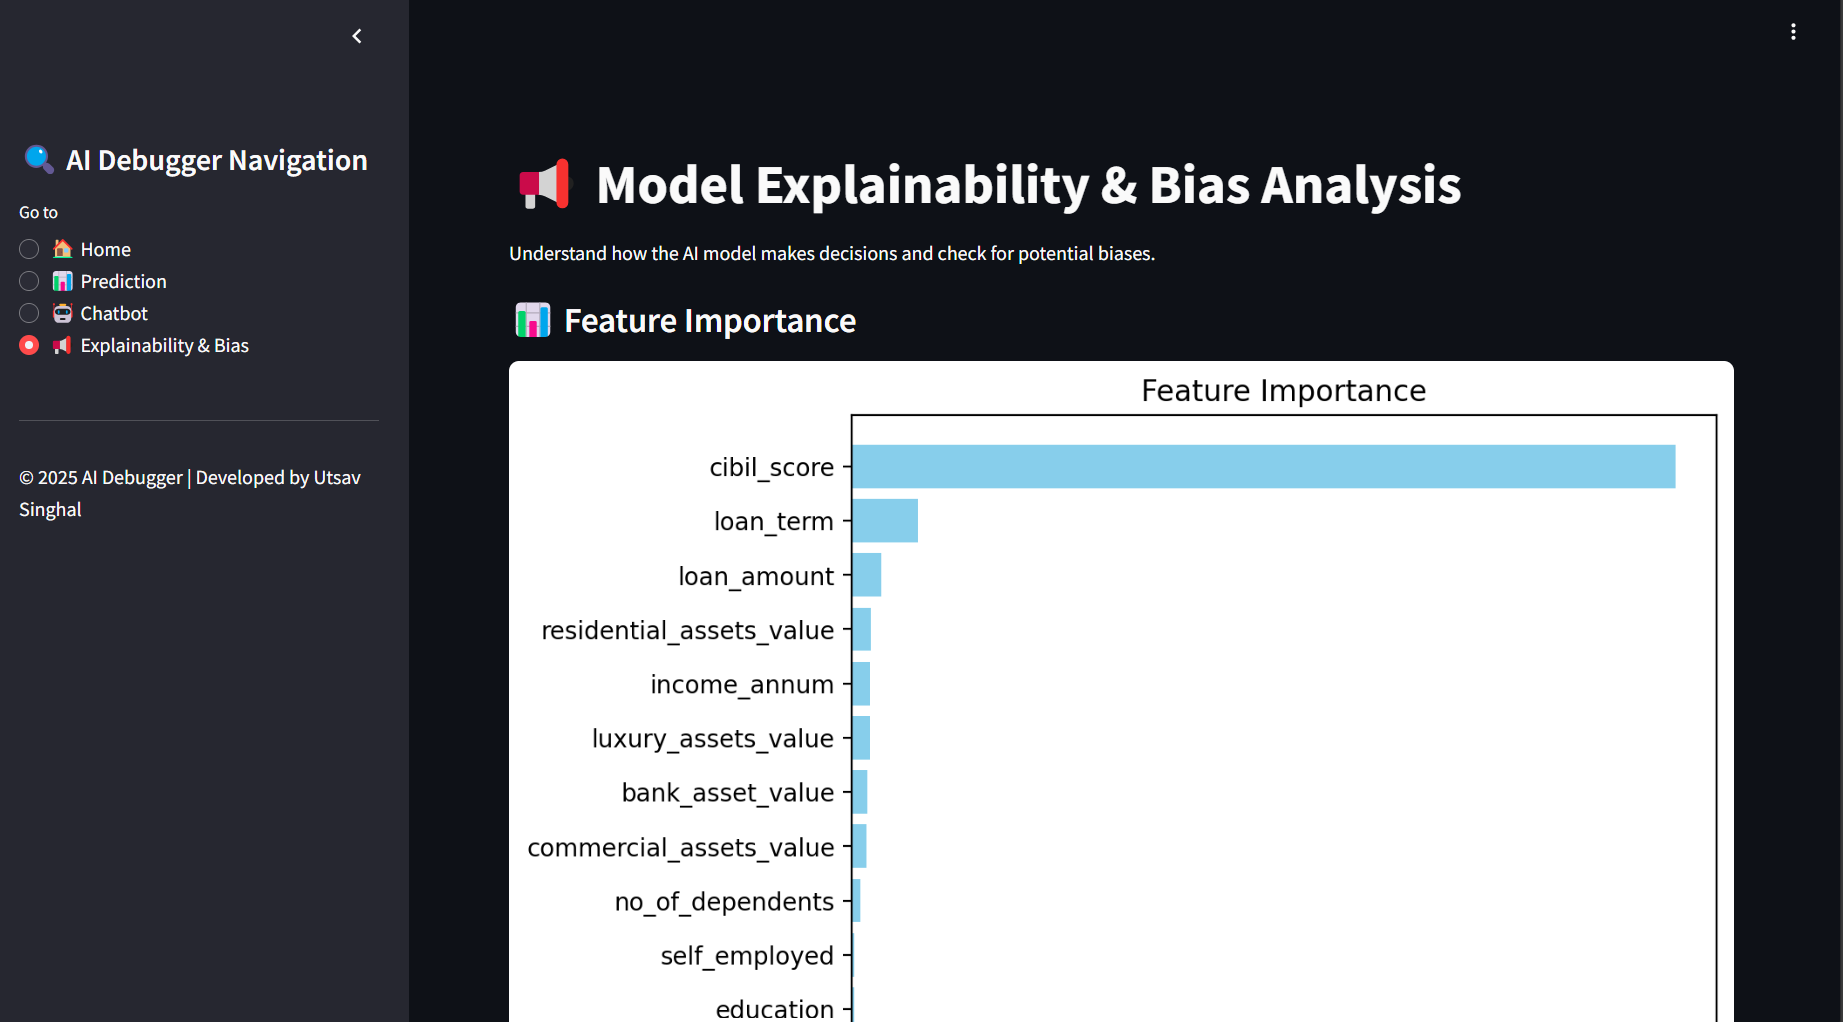 AI Debugger Navigation
Go to
Home
Prediction
Chatbot
Explainability & Bias
© 2025 AI Debugger | Developed by Utsav
Singhal
Model Explainability & Bias Analysis
Understand how the AI model makes decisions and check for potential biases.
Feature Importance
Feature Importance
cibil_score
loan_term
loan_amount
residential_assets_value
income_annum
luxury_assets_value
bank_asset_value
commercial_assets_value
no_of_dependents
self_employed
education